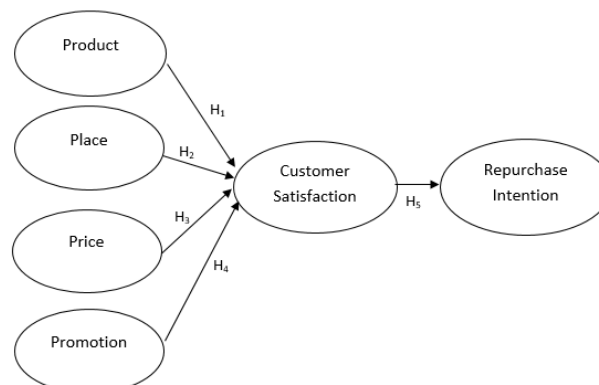 Product
H₁
Place
H₂
Customer
Satisfaction
Repurchase
Intention
H₅
Price
H₃
H₄
Promotion